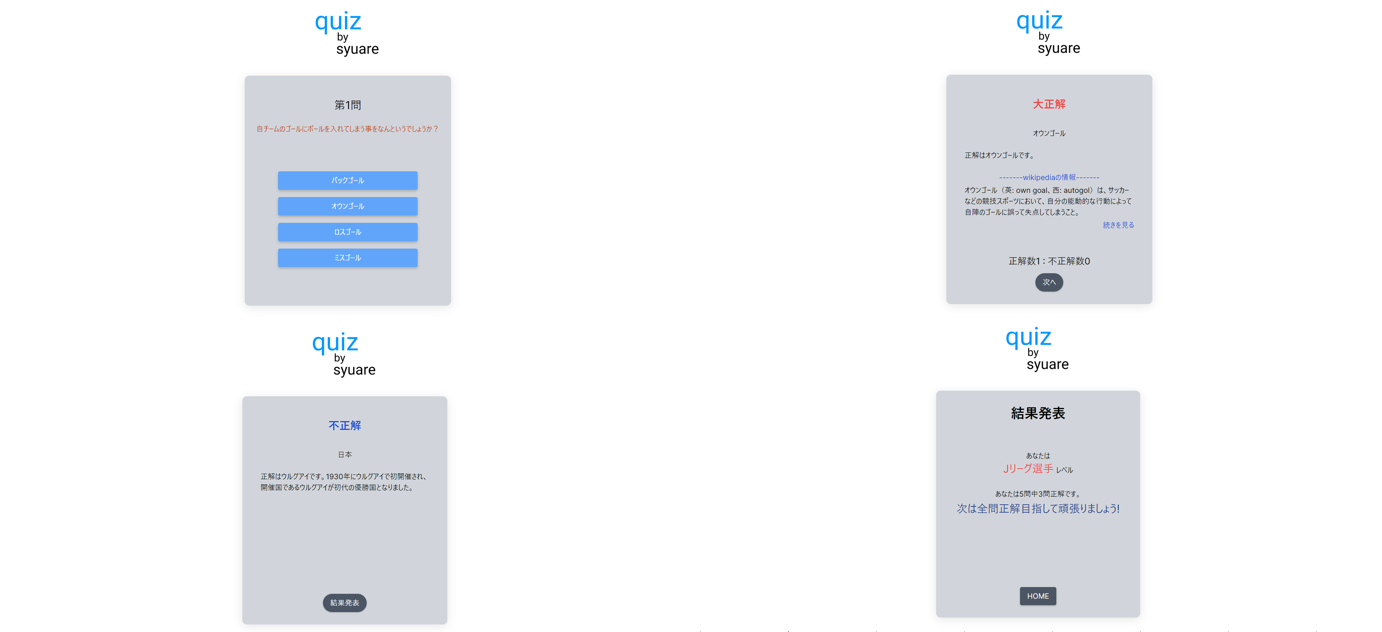 quiz
by
syuare
第1問
自チームのゴールにボールを入れてしまう事をなんというでしょうか？
バックゴール
オウンゴール
ロスゴール
ミスゴール
quiz
by
syuare
大正解
オウンゴール
正解はオウンゴールです。
-------wikipediaの情報-------
オウンゴール（英: own goal、西: autogol）は、サッカー
などの競技スポーツにおいて、自分の能動的な行動によって
自陣のゴールに誤って失点してしまうこと。
続きを見る
正解数1：不正解数0
次へ
quiz
by
syuare
不正解
日本
正解はウルグアイです。1930年にウルグアイで初開催され、
開催国であるウルグアイが初代の優勝国となりました。
結果発表
quiz
by
syuare
結果発表
あなたは
Jリーグ選手 レベル
あなたは5問中3問正解です。
次は全問正解目指して頑張りましょう!
HOME